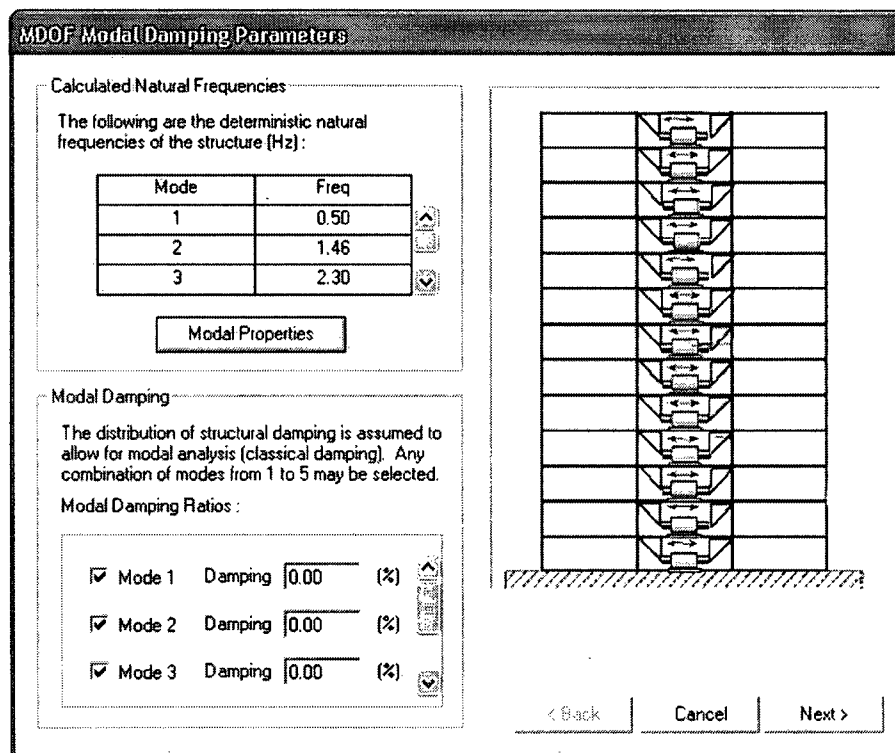 MDOF Modal Damping Parameters
Calculated Natural Frequencies
The following are the deterministic natural
frequencies of the structure (Hz) :
Mode Freq
1 0.50
2 1.46
3 2.30
Modal Properties
Modal Damping
The distribution of structural damping is assumed to
allow for modal analysis (classical damping). Any
combination of modes from 1 to 5 may be selected.
Modal Damping Ratios :
Mode 1 Damping 0.00 (%)
Mode 2 Damping 0.00 (%)
Mode 3 Damping 0.00 (%)
< Back Cancel Next >